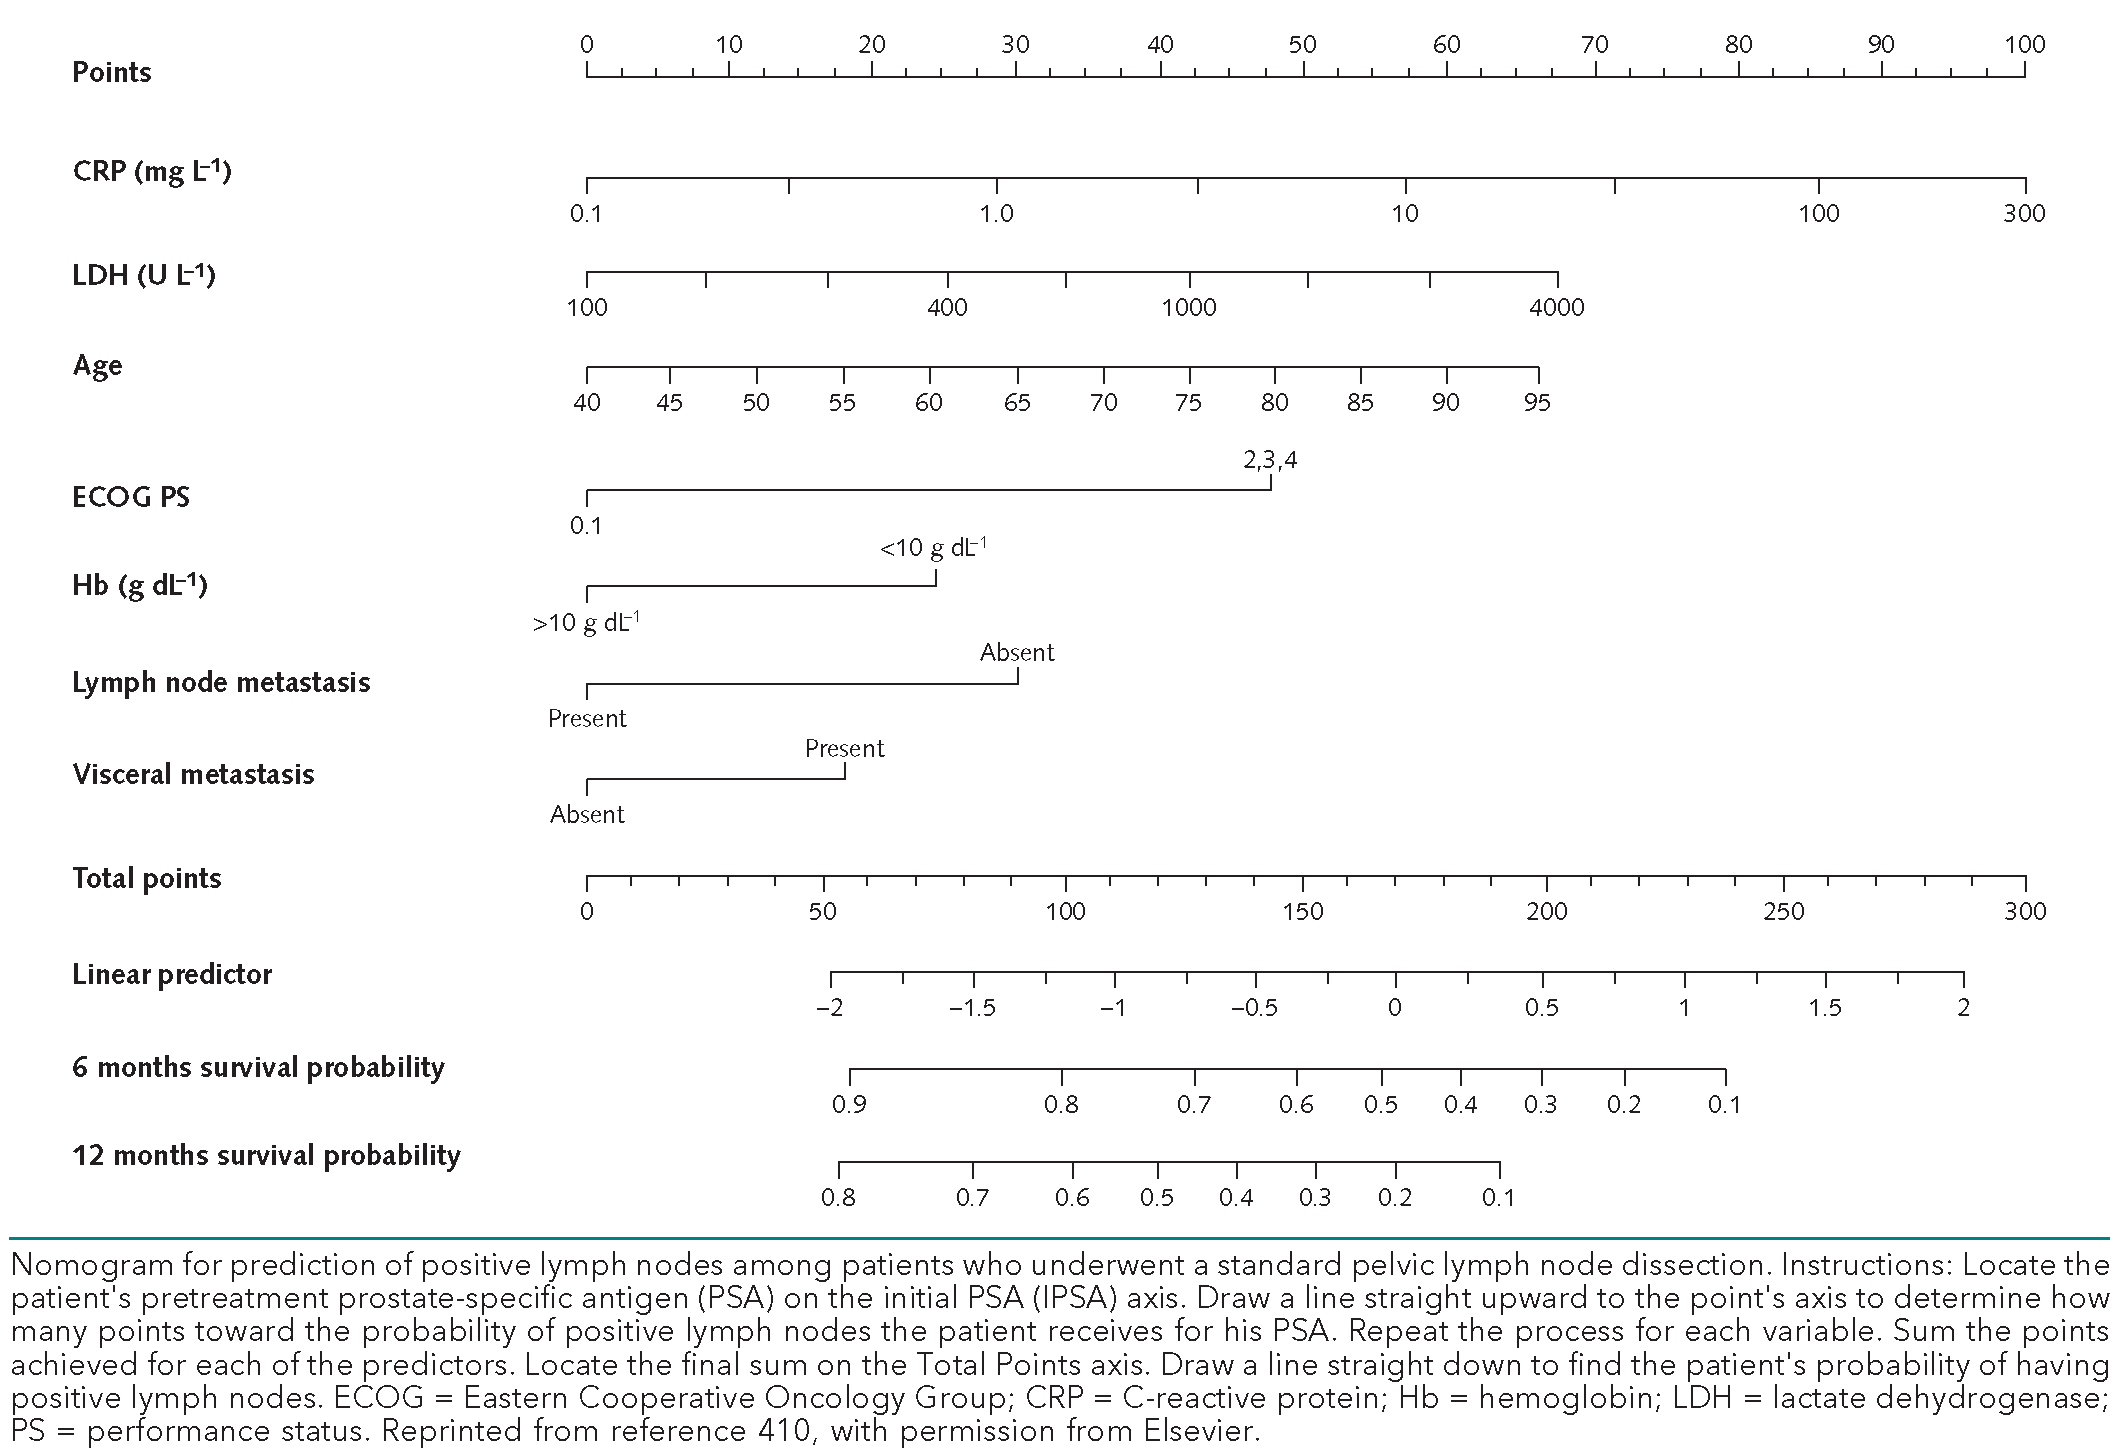 0 10 20 30 40 50 60 70 80 90 100
Points
CRP (mg L–1)
0.1 1.0 10 100 300
LDH (U L–1)
100 400 1000 4000
Age
40 45 50 55 60 65 70 75 80 85 90 95
2,3,4
ECOG PS
0.1
<10 g dL–1
Hb (g dL–1)
>10 g dL–1
Absent
Lymph node metastasis
Present
Present
Visceral metastasis
Absent
Total points
0 50 100 150 200 250 300
Linear predictor
–2 –1.5 –1 –0.5 0 0.5 1 1.5 2
6 months survival probability
0.9 0.8 0.7 0.6 0.5 0.4 0.3 0.2 0.1
12 months survival probability
0.8 0.7 0.6 0.5 0.4 0.3 0.2 0.1
Nomogram for prediction of positive lymph nodes among patients who underwent a standard pelvic lymph node dissection. Instructions: Locate the
patient's pretreatment prostate-specific antigen (PSA) on the initial PSA (IPSA) axis. Draw a line straight upward to the point's axis to determine how
many points toward the probability of positive lymph nodes the patient receives for his PSA. Repeat the process for each variable. Sum the points
achieved for each of the predictors. Locate the final sum on the Total Points axis. Draw a line straight down to find the patient's probability of having
positive lymph nodes. ECOG = Eastern Cooperative Oncology Group; CRP = C-reactive protein; Hb = hemoglobin; LDH = lactate dehydrogenase;
PS = performance status. Reprinted from reference 410, with permission from Elsevier.